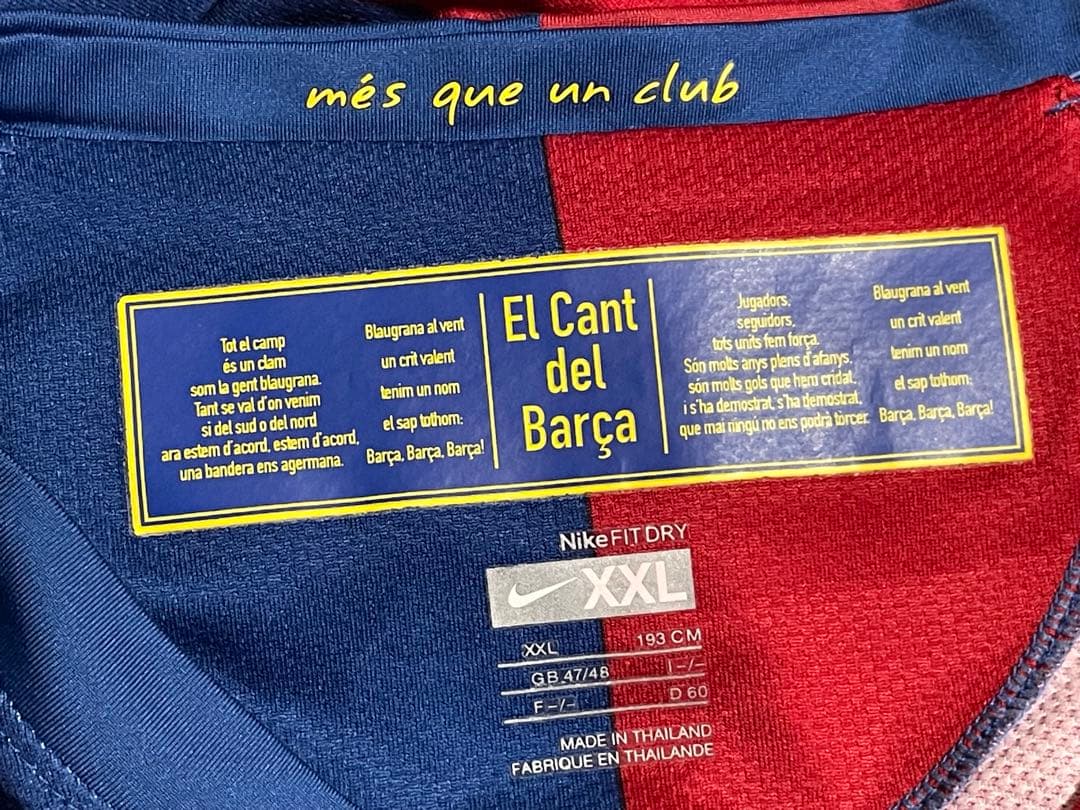 més que un club
Tot el camp
és un clam
som la gent blaugrana.
Tant se val d'on venim
si del sud o del nord
ara estem d'acord, estem d'acord,
una bandera ens agermana.
Blaugrana al vent
un crit valent
tenim un nom
el sap tothom:
Barça, Barça, Barça!
El Cant
del
Barça
Jugadors,
seguidors,
tots units fem força.
Són molts anys plens d'afanys,
són molts gols que hem cridat,
i s'ha demostrat, s'ha demostrat,
que mai ningú no ens podrà tòrcer.
Blaugrana al vent
un crit valent
tenim un nom
el sap tothom:
Barça, Barça, Barça!
NikeFIT DRY
XXL
XXL 193 CM
GB 47/48 I -/-
F -/- D 60
MADE IN THAILAND
FABRIQUE EN THAILANDE